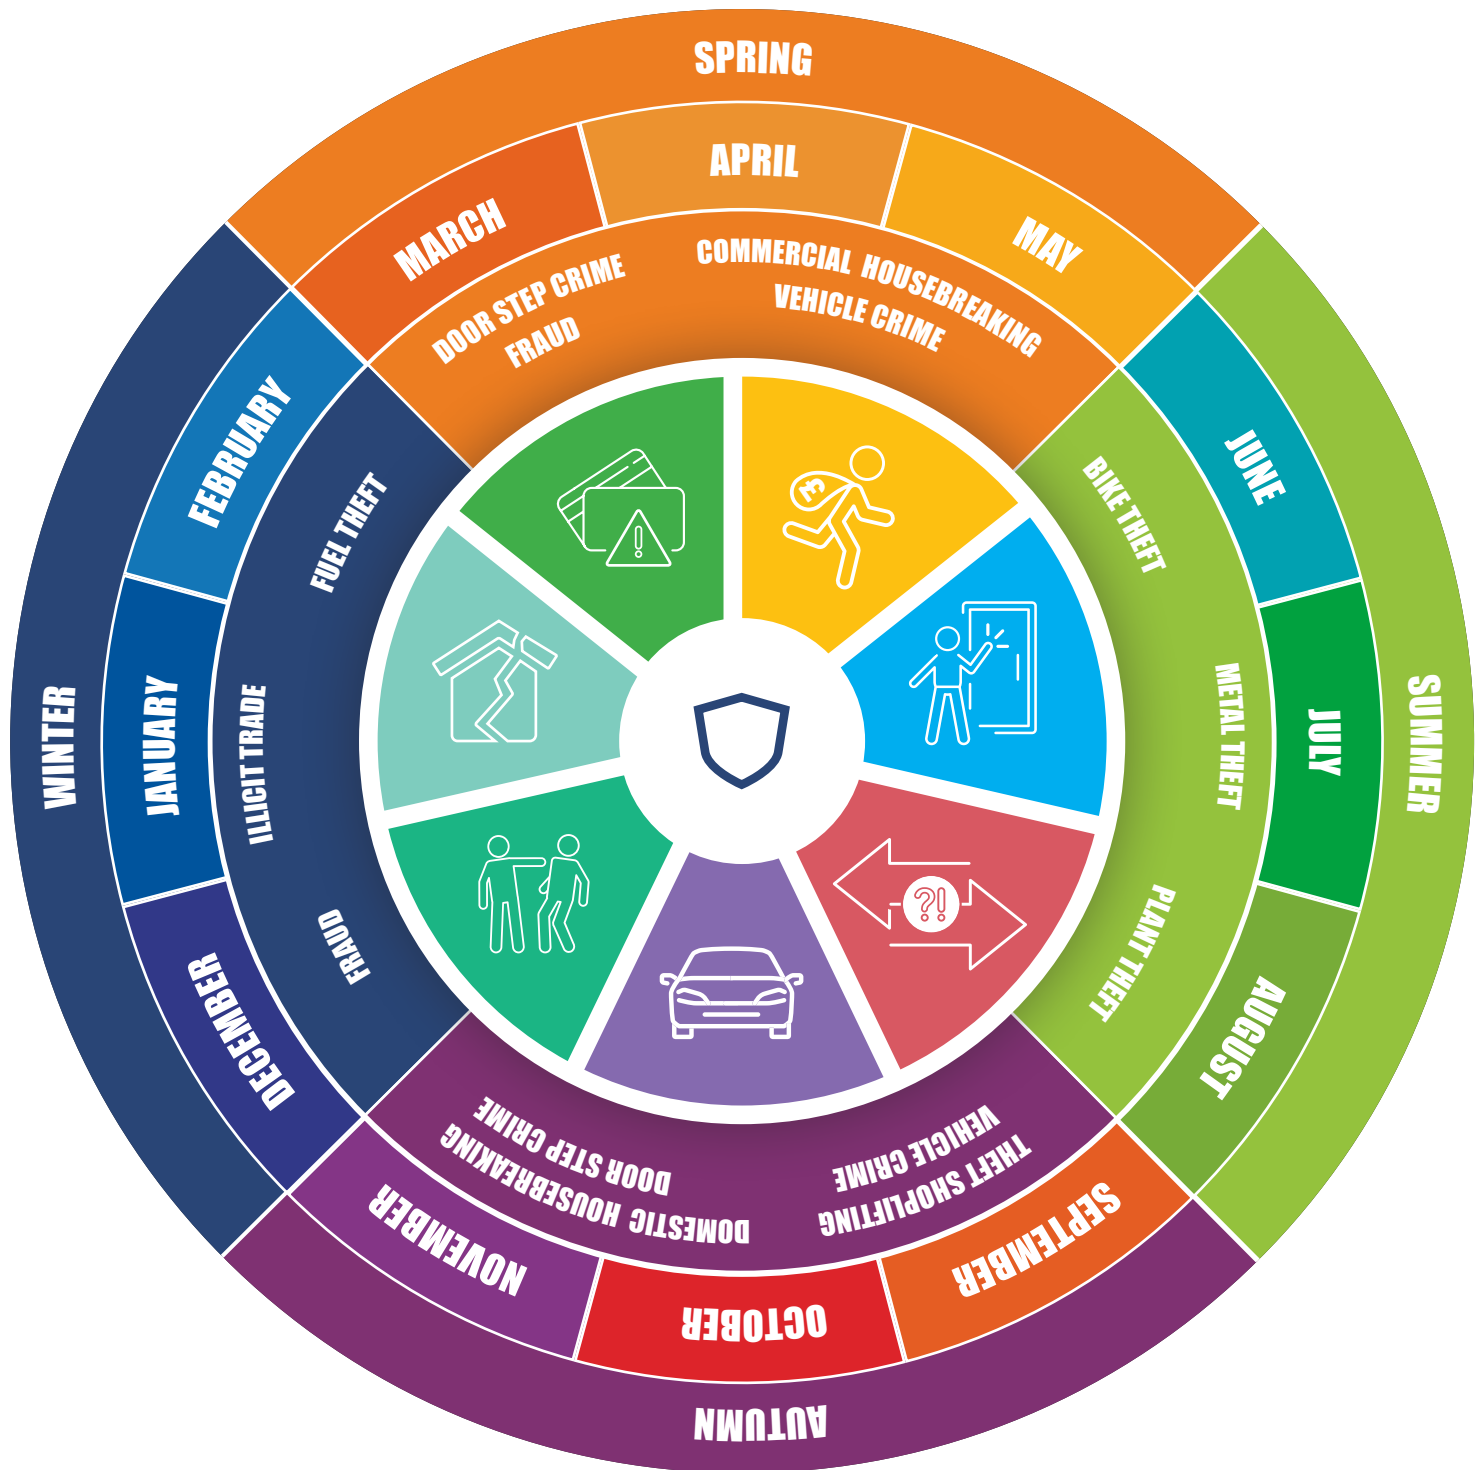 SPRING
MARCH
APRIL
MAY
DOOR STEP CRIME
FRAUD
COMMERCIAL HOUSEBREAKING
VEHICLE CRIME
SUMMER
JUNE
JULY
AUGUST
BIKE THEFT
METAL THEFT
PLANT THEFT
AUTUMN
SEPTEMBER
OCTOBER
NOVEMBER
THEFT SHOPLIFTING
VEHICLE CRIME
DOMESTIC HOUSEBREAKING
DOOR STEP CRIME
WINTER
DECEMBER
JANUARY
FEBRUARY
FRAUD
ILLICIT TRADE
FUEL THEFT
£
?!
!